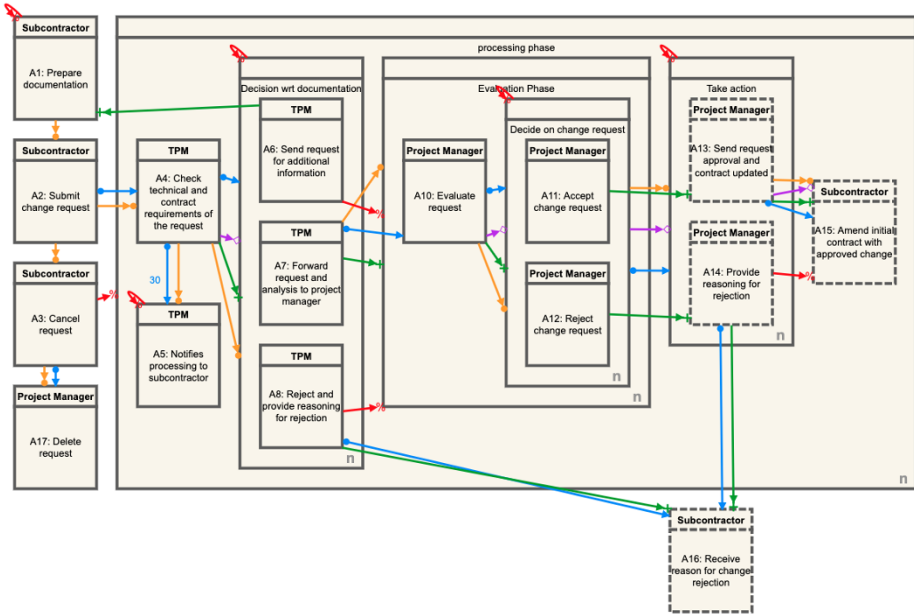 processing phase
Subcontractor
A1: Prepare
documentation
Subcontractor
A2: Submit
change request
Subcontractor
A3: Cancel
request
%
Project Manager
A17: Delete
request
TPM
A4: Check
technical and
contract
requirements of
the request
30
TPM
A5: Notifies
processing to
subcontractor
Decision wrt documentation
TPM
A6: Send request
for additional
information
%
TPM
A7: Forward
request and
analysis to project
manager
TPM
A8: Reject and
provide reasoning
for rejection
%
n
Evaluation Phase
Project Manager
A10: Evaluate
request
Decide on change request
Project Manager
A11: Accept
change request
Project Manager
A12: Reject
change request
n
n
Take action
Project Manager
A13: Send request
approval and
contract updated
Project Manager
A14: Provide
reasoning for
rejection
%
n
Subcontractor
A15: Amend initial
contract with
approved change
n
Subcontractor
A16: Receive
reason for change
rejection